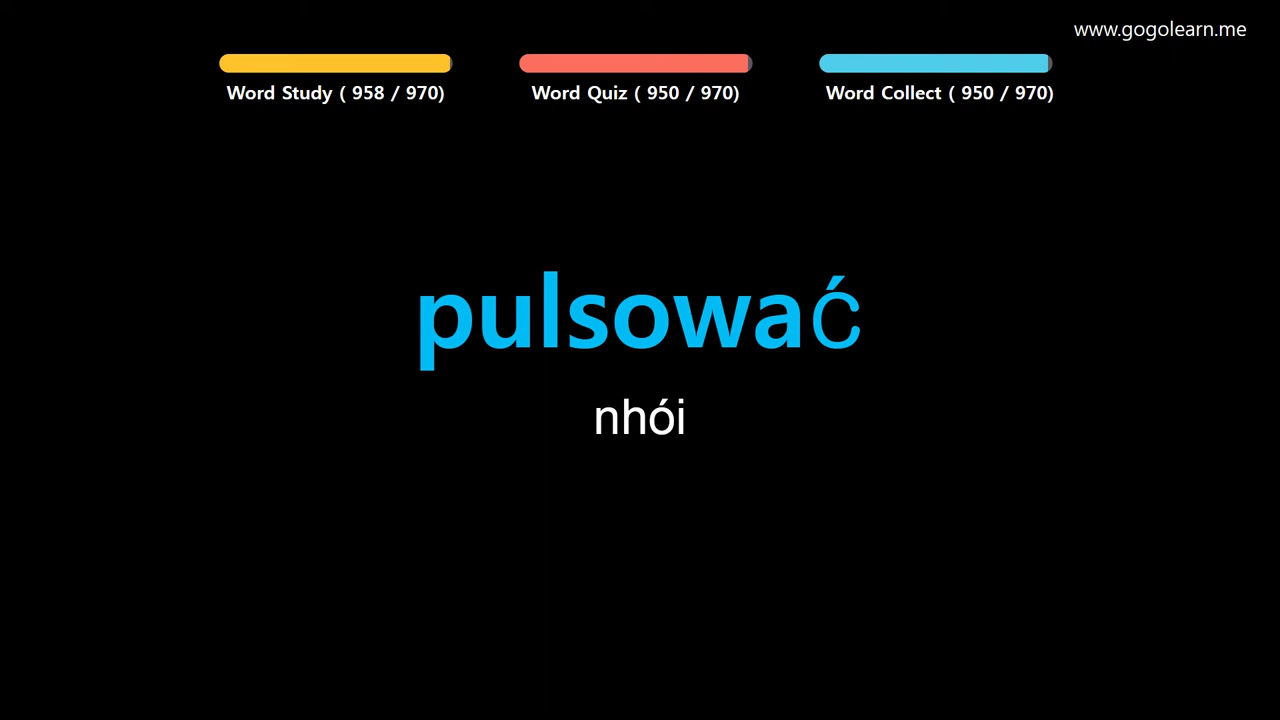 www.gogolearn.me
Word Study ( 958 / 970)
Word Quiz ( 950 / 970)
Word Collect ( 950 / 970)
pulsować
nhói